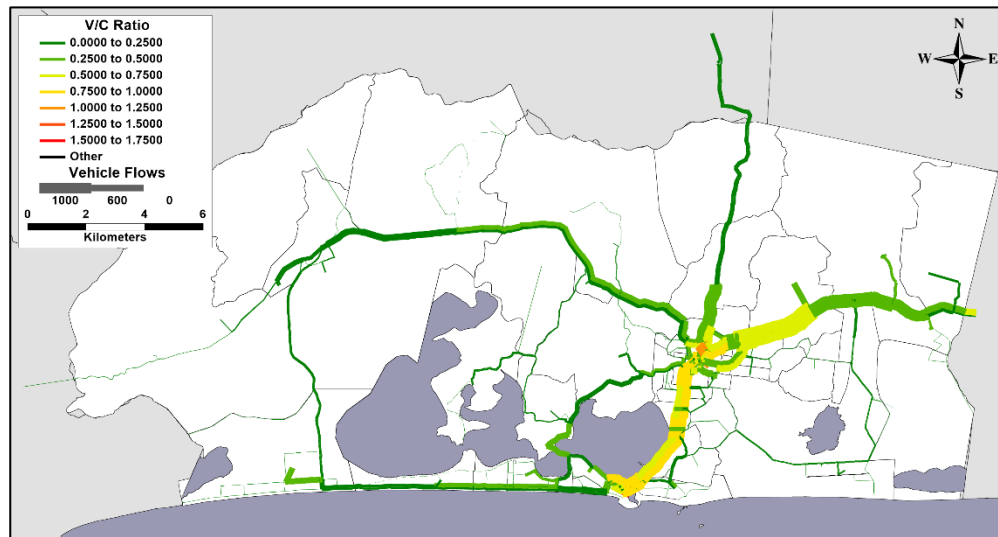 V/C Ratio
0.0000 to 0.2500
0.2500 to 0.5000
0.5000 to 0.7500
0.7500 to 1.0000
1.0000 to 1.2500
1.2500 to 1.5000
1.5000 to 1.7500
Other
Vehicle Flows
1000 600 0
0 2 4 6
Kilometers
N
W E
S